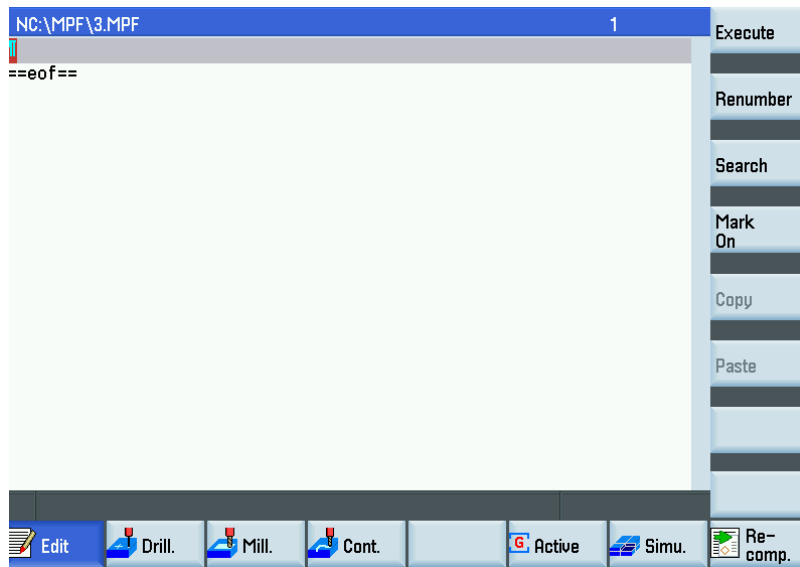 NC:\MPF\3.MPF 1
==eof==
Execute
Renumber
Search
Mark
On
Copy
Paste
Edit
Drill.
Mill.
Cont.
G Active
Simu.
Re-
comp.